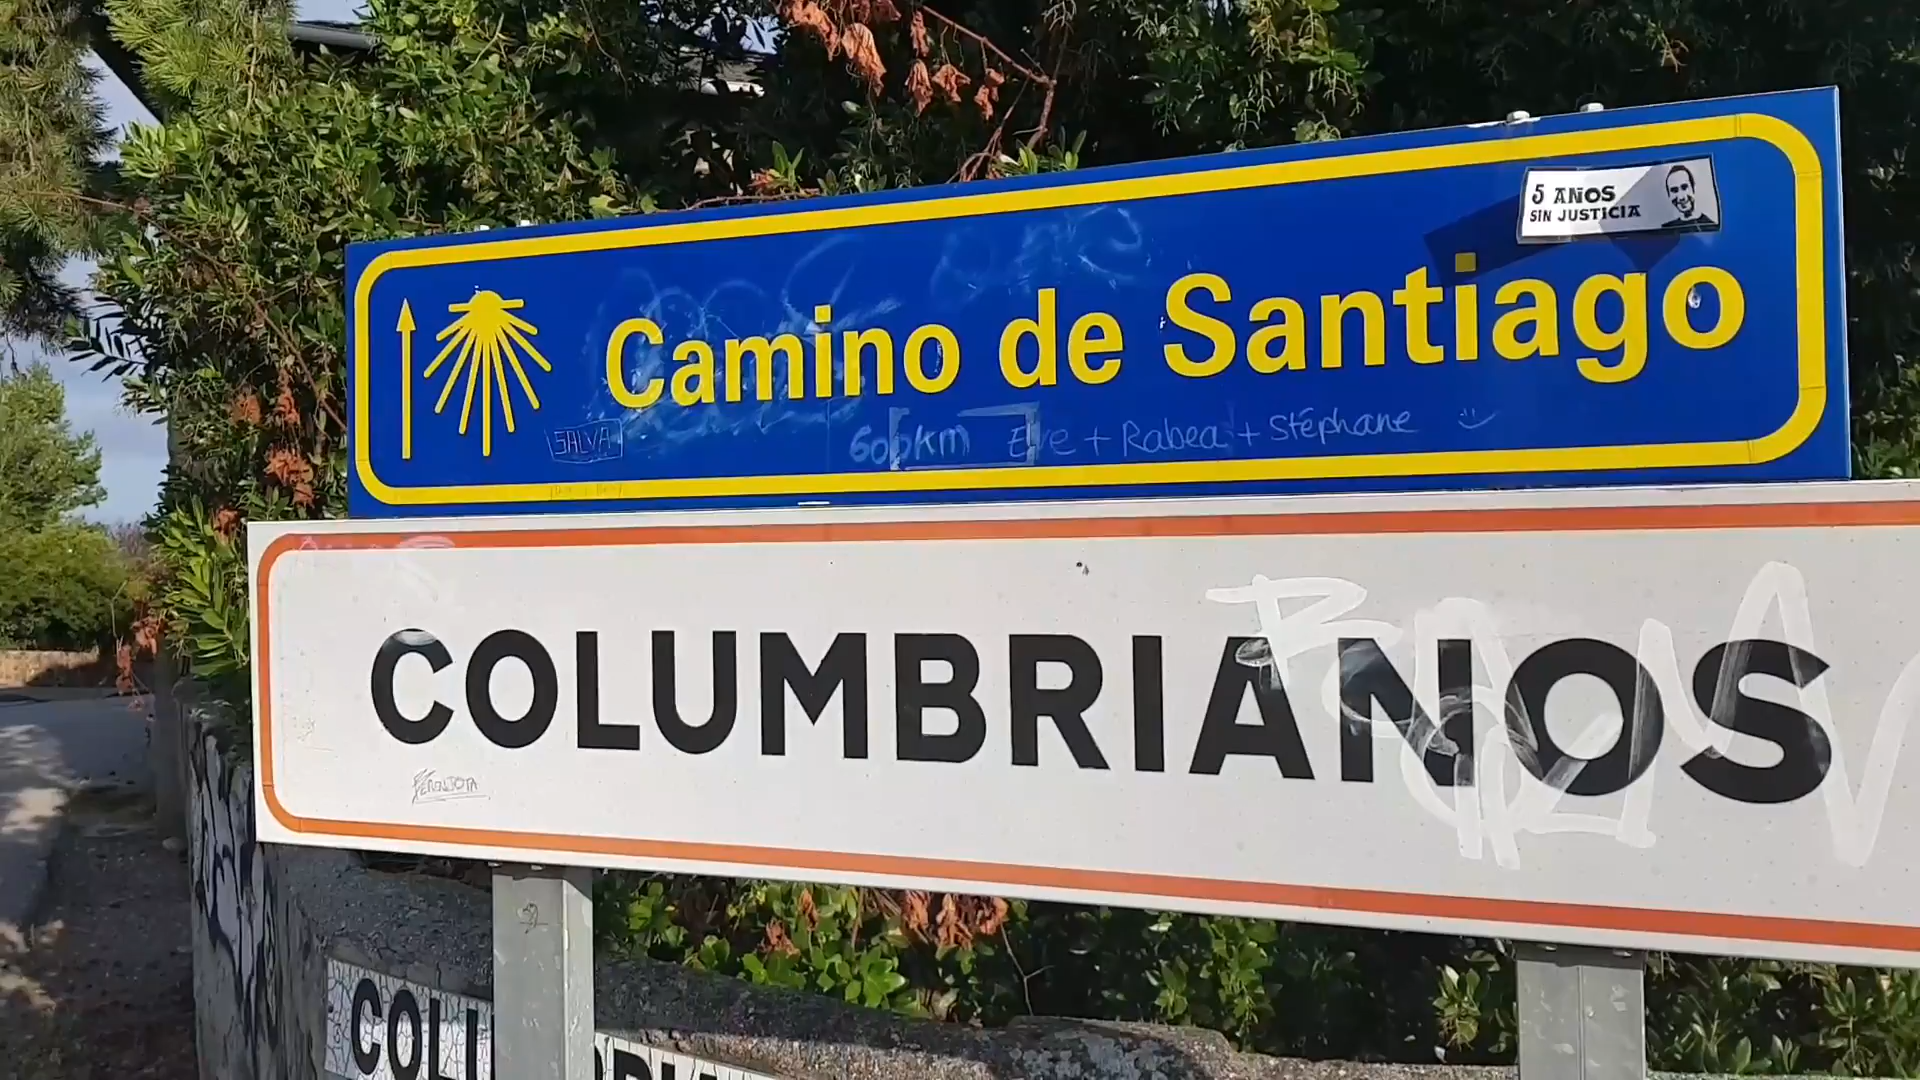 5 AÑOS
SIN JUSTICIA
Camino de Santiago
SALVA
600km Eve + Rabea + Stéphane
COLUMBRIANOS